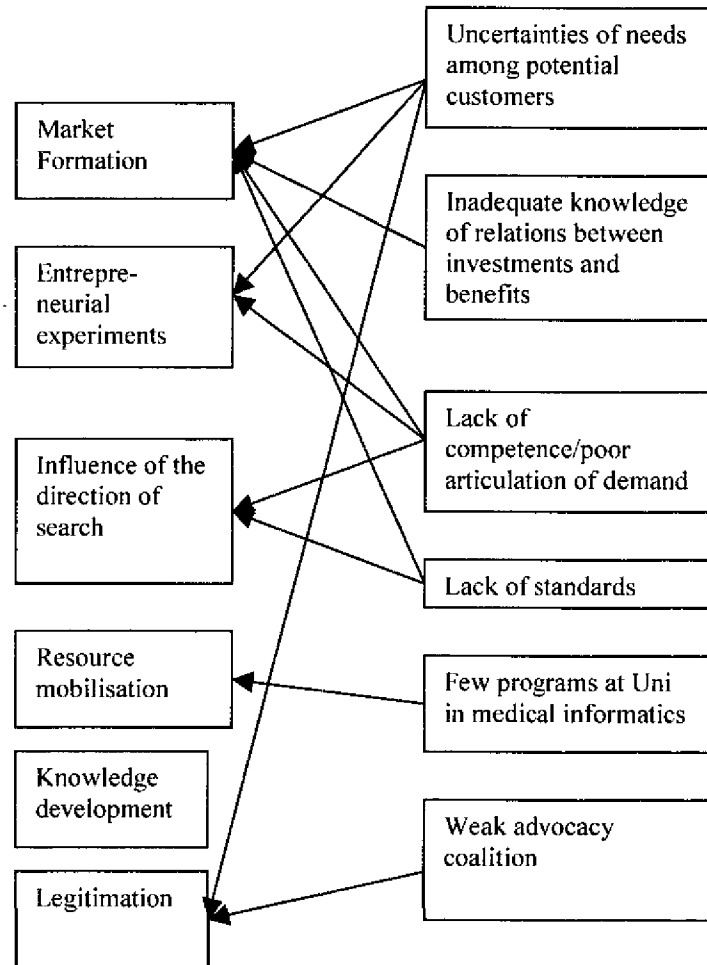 Market
Formation
Entrepre-
neurial
experiments
Influence of the
direction of
search
Resource
mobilisation
Knowledge
development
Legitimation
Uncertainties of needs
among potential
customers
Inadequate knowledge
of relations between
investments and
benefits
Lack of
competence/poor
articulation of demand
Lack of standards
Few programs at Uni
in medical informatics
Weak advocacy
coalition